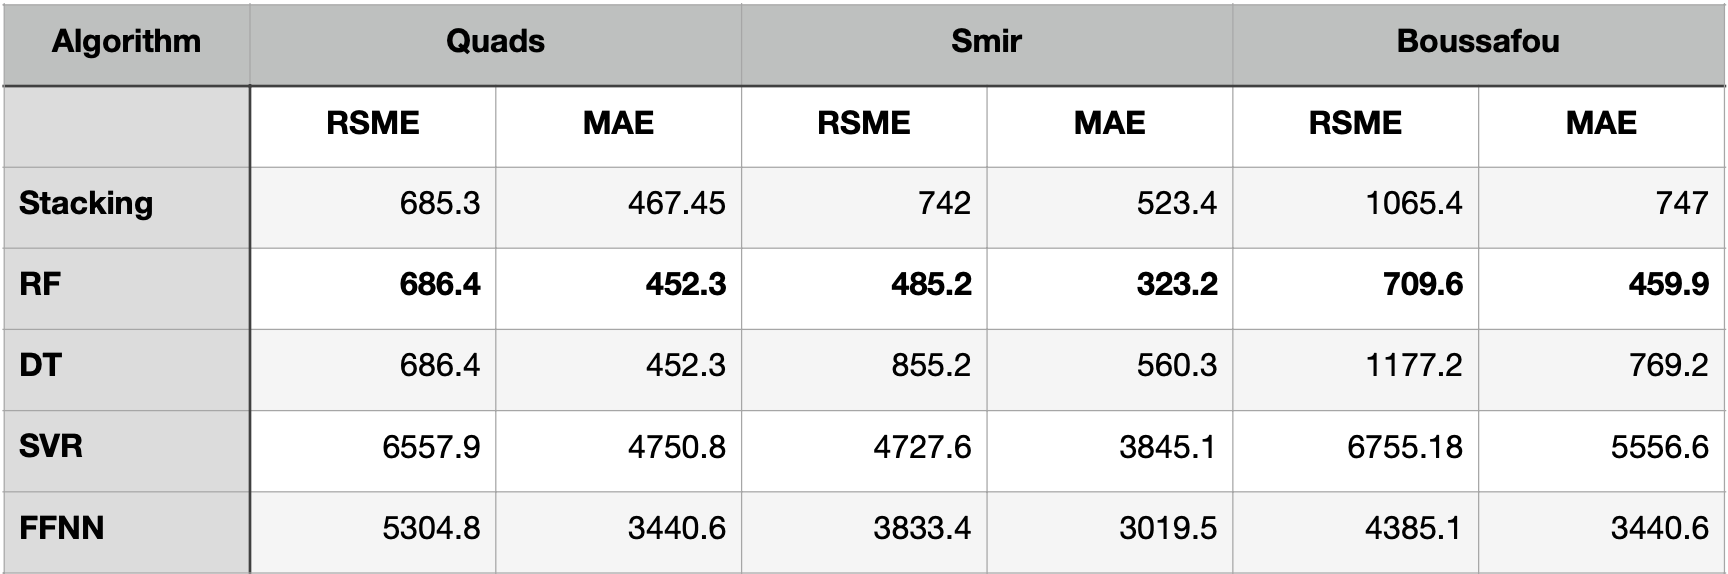 Algorithm Quads Smir Boussafou
RSME MAE RSME MAE RSME MAE
Stacking 685.3 467.45 742 523.4 1065.4 747
RF 686.4 452.3 485.2 323.2 709.6 459.9
DT 686.4 452.3 855.2 560.3 1177.2 769.2
SVR 6557.9 4750.8 4727.6 3845.1 6755.18 5556.6
FFNN 5304.8 3440.6 3833.4 3019.5 4385.1 3440.6